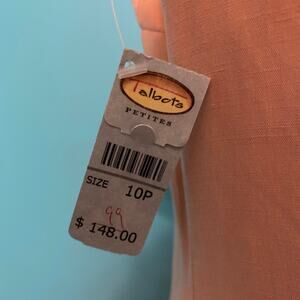 Talbots
PETITES
SIZE 10P
99
$ 148.00